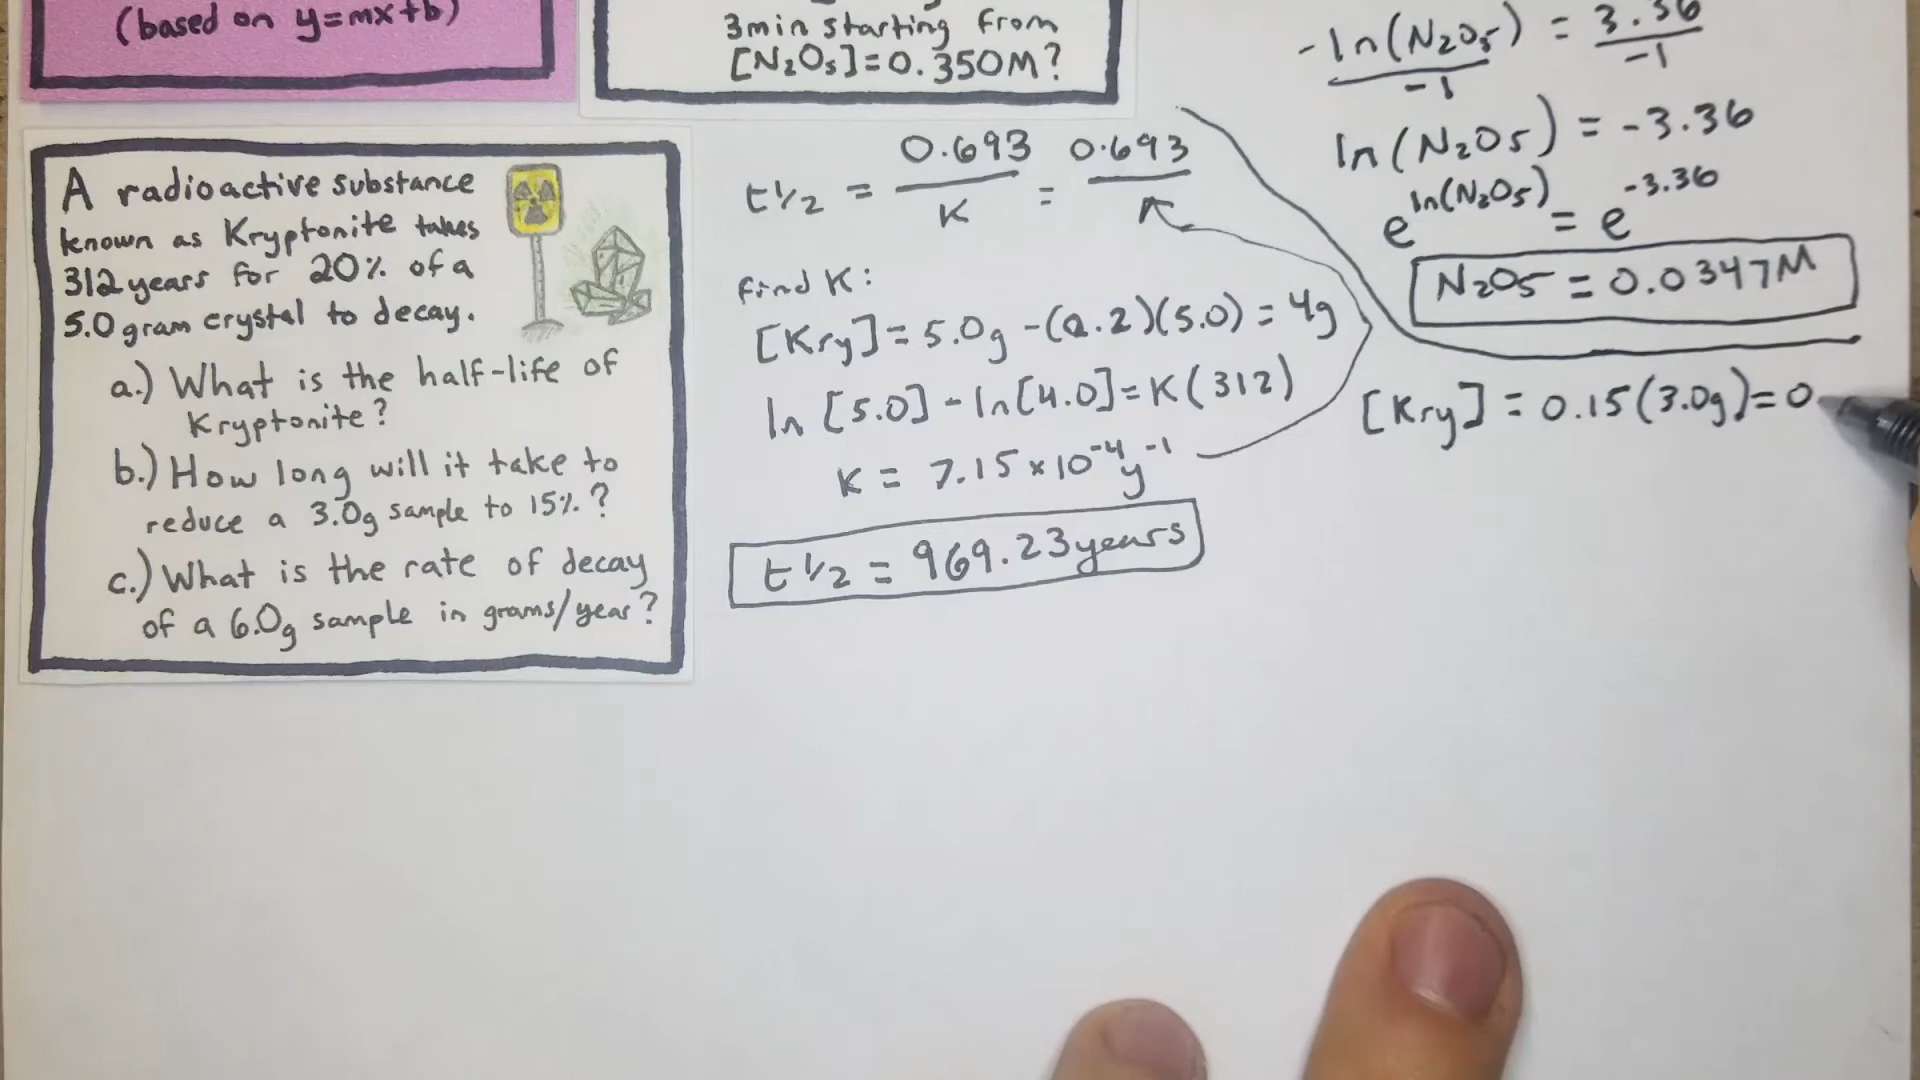 (based on y=mx+b)
3min starting from
[N₂O₅]=0.350M?
-ln(N₂O₅) = 3.36
-1 -1
ln(N₂O₅) = -3.36
e^ln(N₂O₅) = e^-3.36
N₂O₅ = 0.0347M
A radioactive substance
known as Kryptonite takes
312 years for 20% of a
5.0 gram crystal to decay.
a.) What is the half-life of
Kryptonite?
b.) How long will it take to
reduce a 3.0g sample to 15%?
c.) What is the rate of decay
of a 6.0g sample in grams/year?
t½ = 0.693/K = 0.693/
find K:
[Kry] = 5.0g - (0.2)(5.0) = 4g
ln [5.0] - ln[4.0] = K(312)
K = 7.15 × 10⁻⁴ y⁻¹
t½ = 969.23 years
[Kry] = 0.15(3.0g) = 0.